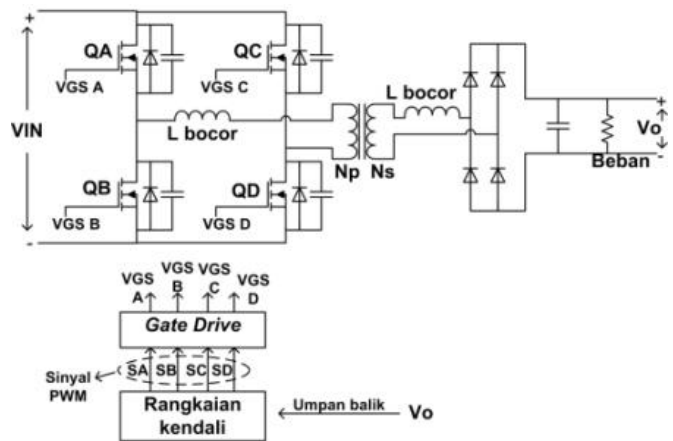 +
QA
QC
VGS A
VGS C
L bocor
L bocor
VIN
+
Vo
-
Beban
Np
Ns
QB
QD
VGS B
VGS D
-
VGS A
VGS B
VGS C
VGS D
Gate Drive
Sinyal PWM
SA
SB
SC
SD
Rangkaian
kendali
Umpan balik
Vo